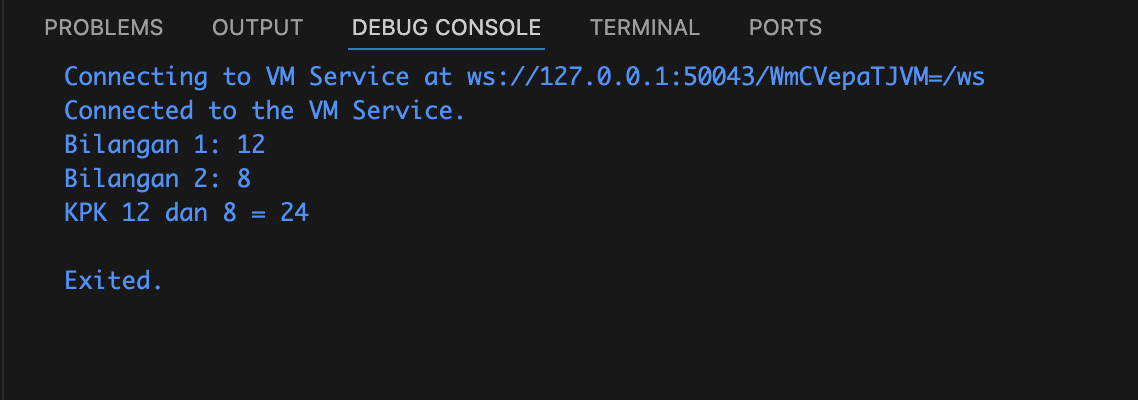 PROBLEMS OUTPUT DEBUG CONSOLE TERMINAL PORTS
Connecting to VM Service at ws://127.0.0.1:50043/WmCVepaTJVM=/ws
Connected to the VM Service.
Bilangan 1: 12
Bilangan 2: 8
KPK 12 dan 8 = 24
Exited.